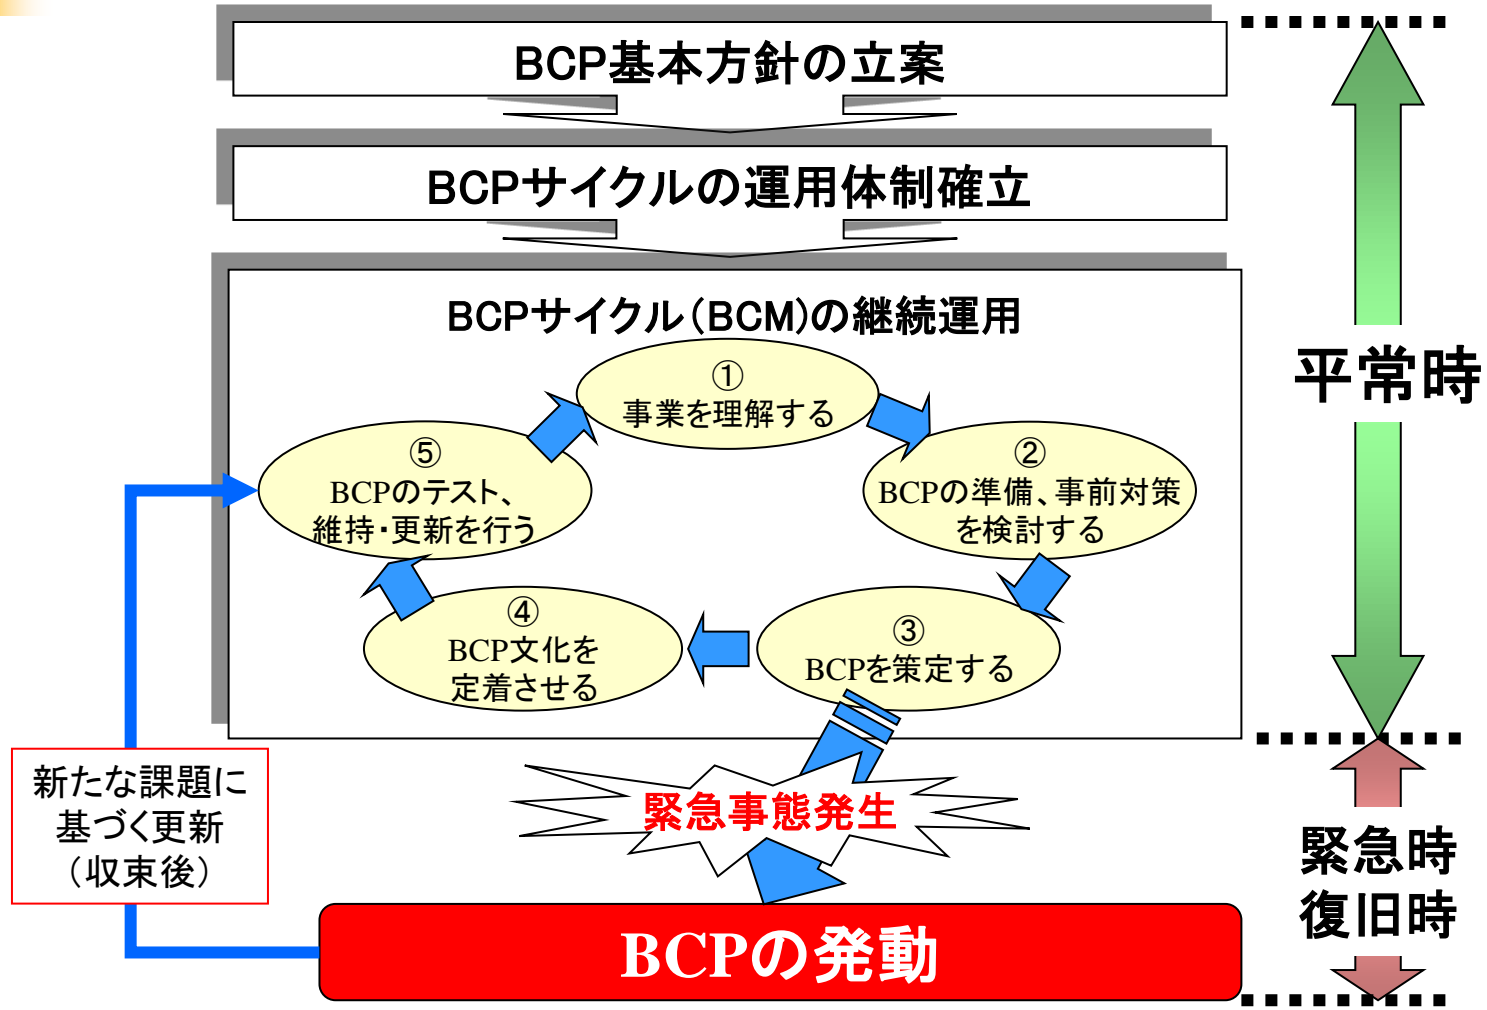 BCP基本方針の立案
BCPサイクルの運用体制確立
BCPサイクル(BCM)の継続運用
①
事業を理解する
②
BCPの準備、事前対策
を検討する
③
BCPを策定する
④
BCP文化を
定着させる
⑤
BCPのテスト、
維持・更新を行う
新たな課題に
基づく更新
(収束後)
緊急事態発生
BCPの発動
平常時
緊急時
復旧時